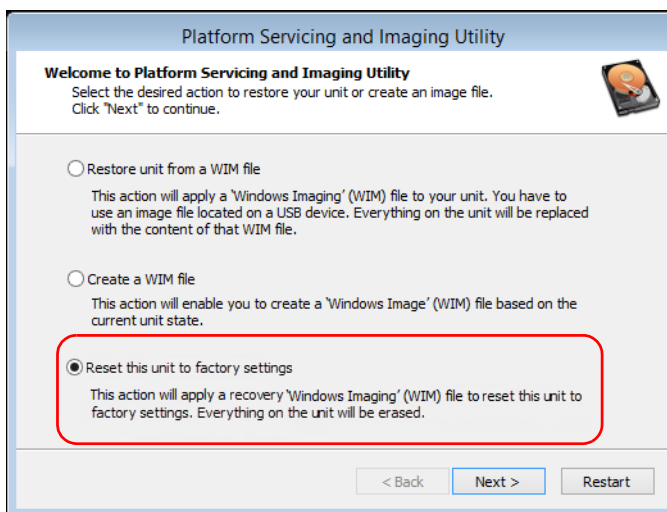 Platform Servicing and Imaging Utility
Welcome to Platform Servicing and Imaging Utility
Select the desired action to restore your unit or create an image file.
Click "Next" to continue.
Restore unit from a WIM file
This action will apply a 'Windows Imaging' (WIM) file to your unit. You have to
use an image file located on a USB device. Everything on the unit will be replaced
with the content of that WIM file.
Create a WIM file
This action will enable you to create a 'Windows Image' (WIM) file based on the
current unit state.
Reset this unit to factory settings
This action will apply a recovery 'Windows Imaging' (WIM) file to reset this unit to
factory settings. Everything on the unit will be erased.
< Back Next > Restart